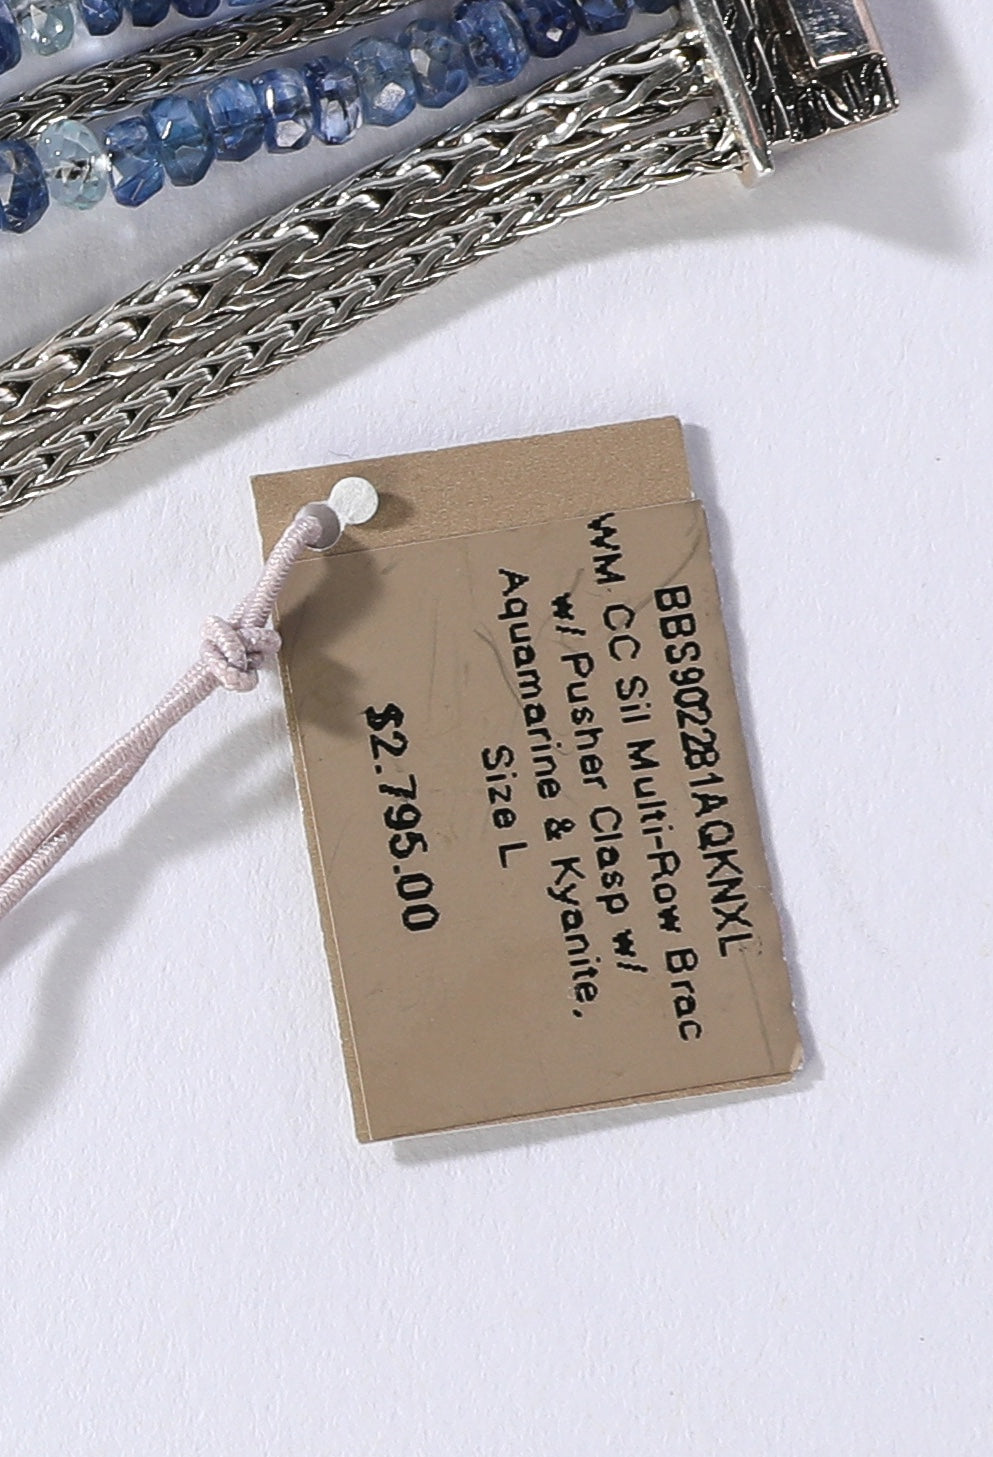 BBS902281AQKNXL
WM CC Sil Multi-Row Brac
w/ Pusher Clasp w/
Aquamarine & Kyanite,
Size L
$2.795.00